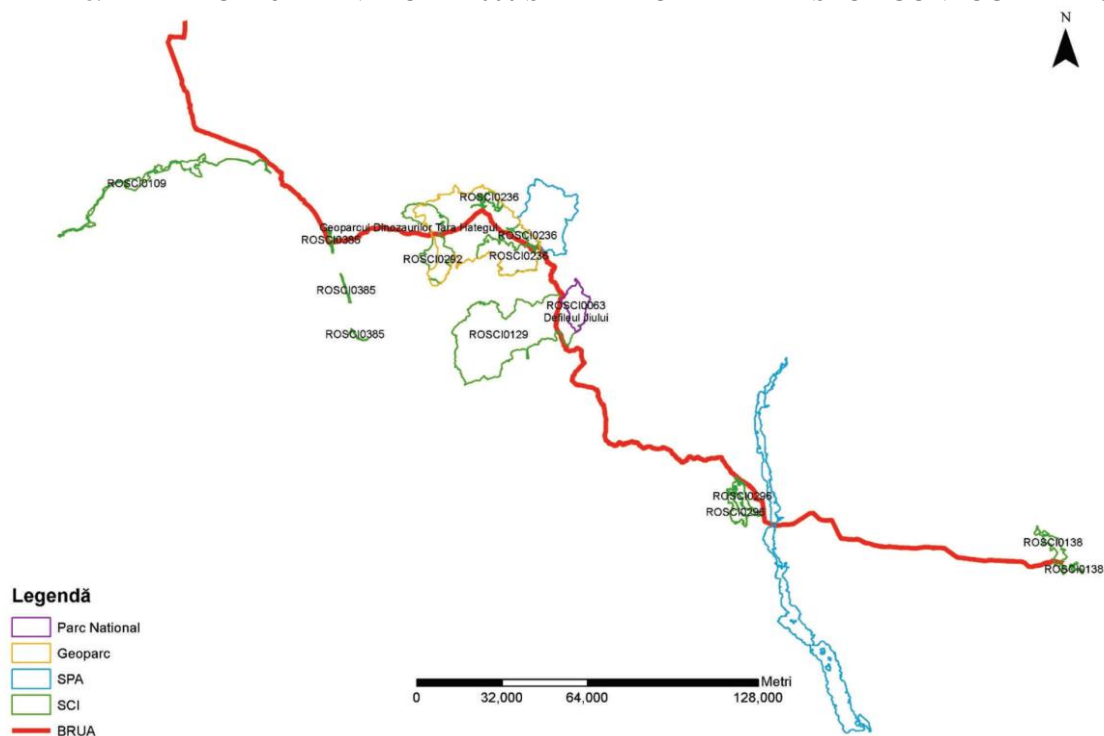 N
ROSCI0109
ROSCI0236
Geoparcul Dinozaurilor Tara Hategului
ROSCI0236
ROSCI0292
ROSCI0236
ROSCI0385
ROSCI0385
ROSCI0063
Defileul Jiului
ROSCI0129
ROSCI0385
ROSCI0296
ROSCI0296
ROSCI0138
ROSCI0138
Legendă
Parc National
Geoparc
SPA
SCI
BRUA
Metri
0 32,000 64,000 128,000